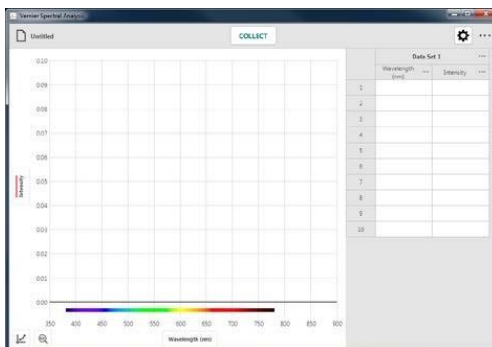 Vernier Spectral Analysis
Untitled
COLLECT
Data Set 1
Wavelength (nm)
Intensity
1
2
3
4
5
6
7
8
9
10
0.10
0.09
0.08
0.07
0.06
0.05
0.04
0.03
0.02
0.01
0.00
Intensity
350 400 450 500 550 600 650 700 750 800 850 900
Wavelength (nm)